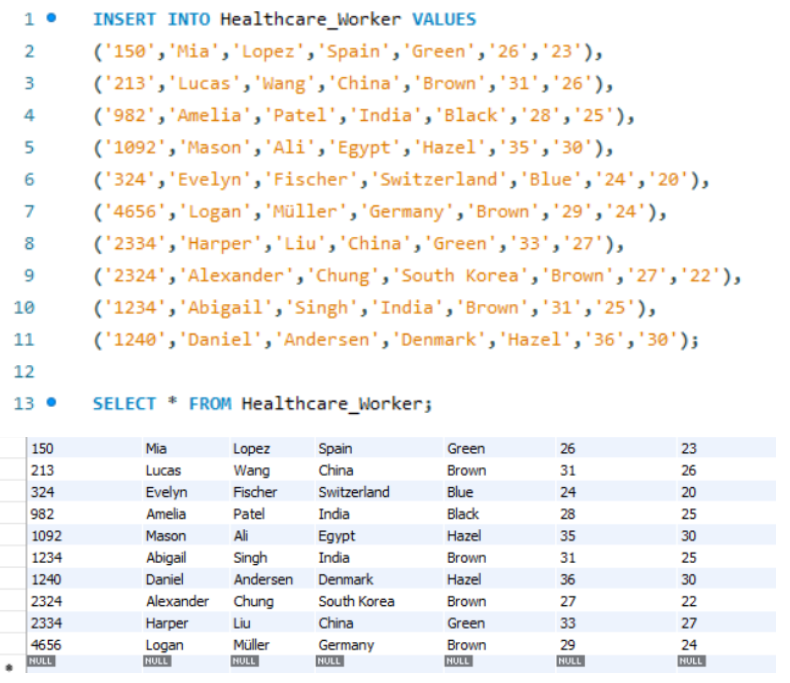 1 INSERT INTO Healthcare_Worker VALUES
2 ('150','Mia','Lopez','Spain','Green','26','23'),
3 ('213','Lucas','Wang','China','Brown','31','26'),
4 ('982','Amelia','Patel','India','Black','28','25'),
5 ('1092','Mason','Ali','Egypt','Hazel','35','30'),
6 ('324','Evelyn','Fischer','Switzerland','Blue','24','20'),
7 ('4656','Logan','Müller','Germany','Brown','29','24'),
8 ('2334','Harper','Liu','China','Green','33','27'),
9 ('2324','Alexander','Chung','South Korea','Brown','27','22'),
10 ('1234','Abigail','Singh','India','Brown','31','25'),
11 ('1240','Daniel','Andersen','Denmark','Hazel','36','30');
12
13 SELECT * FROM Healthcare_Worker;
150 Mia Lopez Spain Green 26 23
213 Lucas Wang China Brown 31 26
324 Evelyn Fischer Switzerland Blue 24 20
982 Amelia Patel India Black 28 25
1092 Mason Ali Egypt Hazel 35 30
1234 Abigail Singh India Brown 31 25
1240 Daniel Andersen Denmark Hazel 36 30
2324 Alexander Chung South Korea Brown 27 22
2334 Harper Liu China Green 33 27
4656 Logan Müller Germany Brown 29 24
* NULL NULL NULL NULL NULL NULL NULL